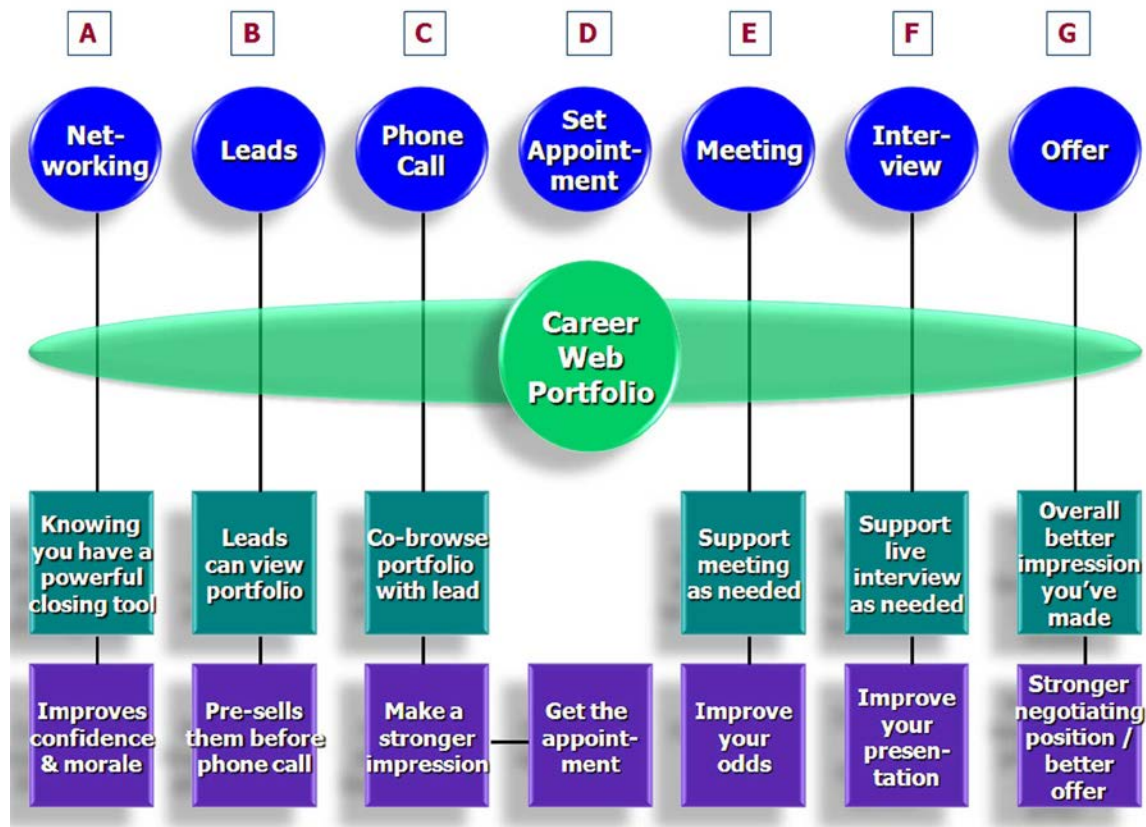 A
B
C
D
E
F
G
Net-
working
Leads
Phone
Call
Set
Appoint-
ment
Meeting
Inter-
view
Offer
Career
Web
Portfolio
Knowing
you have a
powerful
closing tool
Leads
can view
portfolio
Co-browse
portfolio
with lead
Support
meeting
as needed
Support
live
interview
as needed
Overall
better
impression
you've
made
Improves
confidence
& morale
Pre-sells
them before
phone call
Make a
stronger
impression
Get the
appoint-
ment
Improve
your
odds
Improve
your
presen-
tation
Stronger
negotiating
position /
better
offer